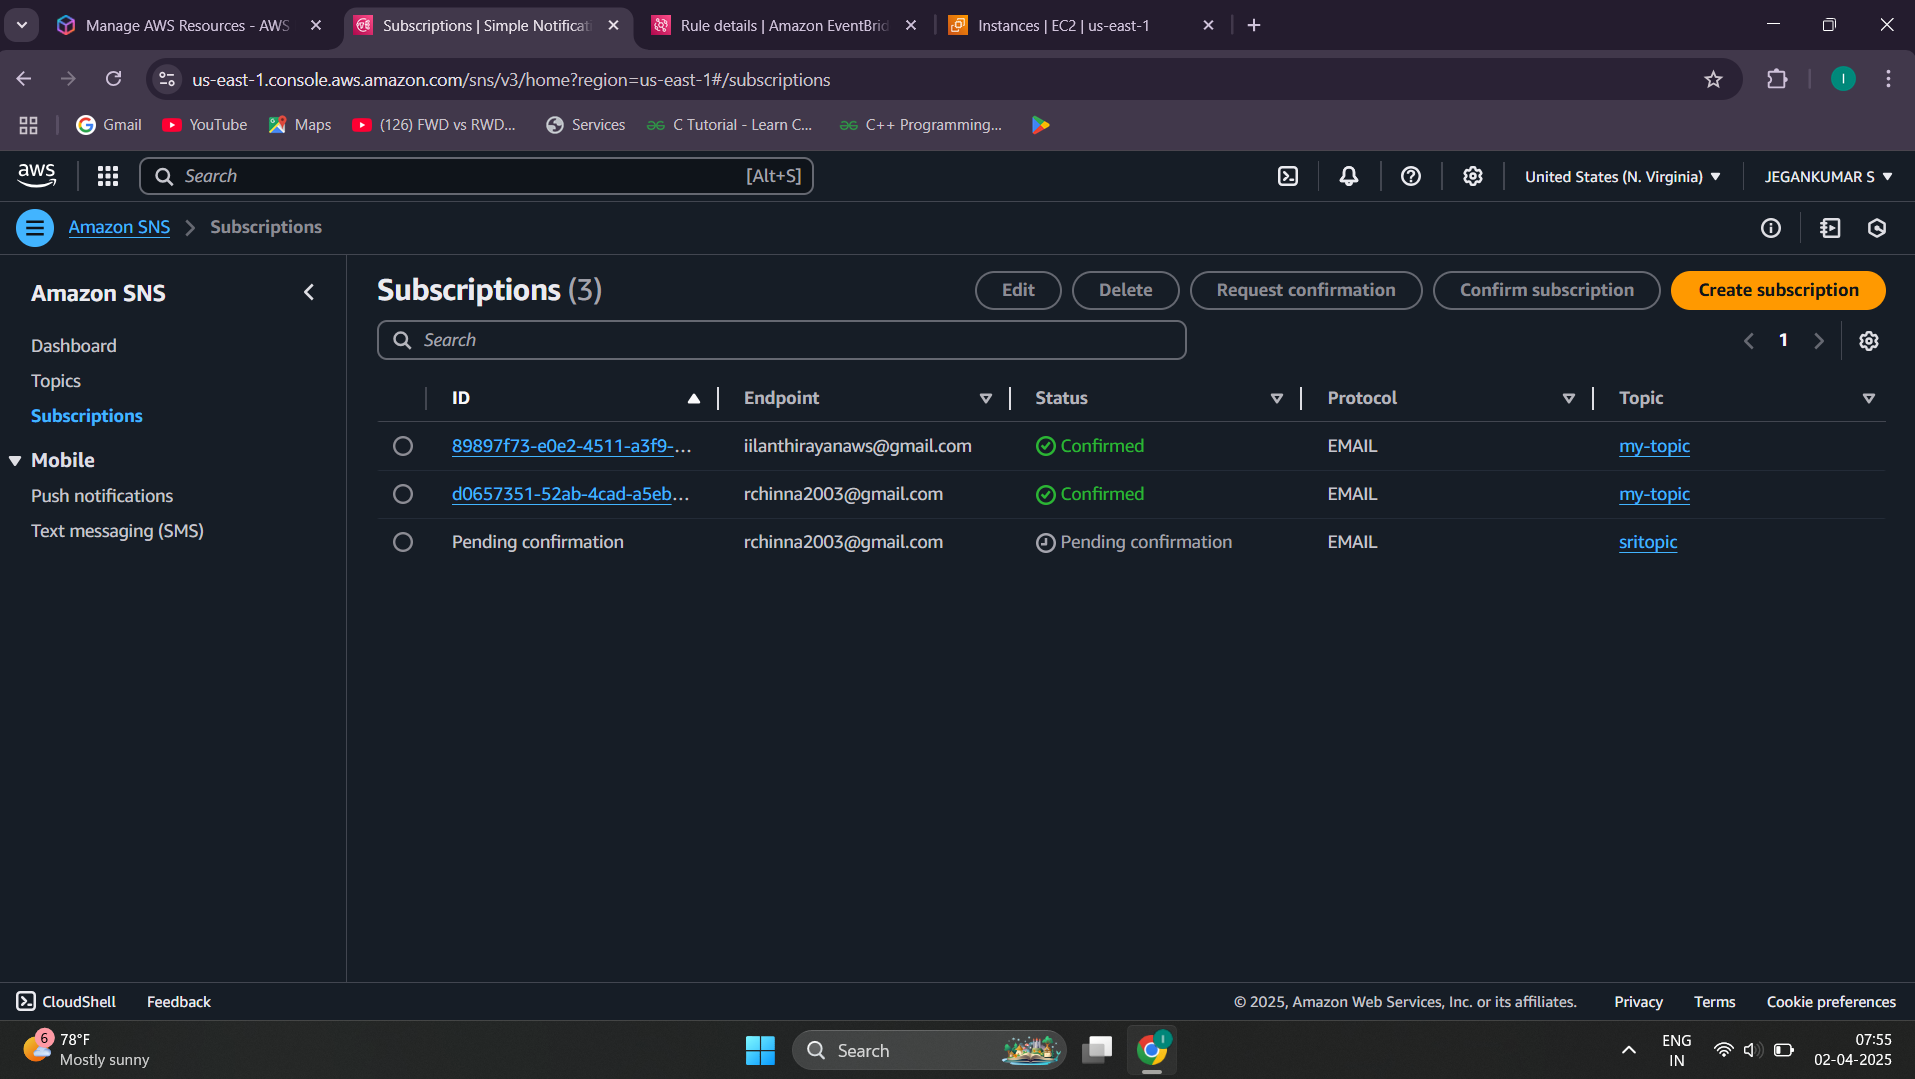 Manage AWS Resources - AWS
Subscriptions | Simple Notificati
Rule details | Amazon EventBrid
Instances | EC2 | us-east-1
us-east-1.console.aws.amazon.com/sns/v3/home?region=us-east-1#/subscriptions
I
Gmail
YouTube
Maps
(126) FWD vs RWD...
Services
C Tutorial - Learn C...
C++ Programming...
aws
Search
[Alt+S]
United States (N. Virginia)
JEGANKUMAR S
Amazon SNS
Subscriptions
Amazon SNS
Dashboard
Topics
Subscriptions
Mobile
Push notifications
Text messaging (SMS)
Subscriptions (3)
Edit
Delete
Request confirmation
Confirm subscription
Create subscription
Search
1
ID Endpoint Status Protocol Topic
89897f73-e0e2-4511-a3f9-... iilanthirayanaws@gmail.com Confirmed EMAIL my-topic
d0657351-52ab-4cad-a5eb... rchinna2003@gmail.com Confirmed EMAIL my-topic
Pending confirmation rchinna2003@gmail.com Pending confirmation EMAIL sritopic
CloudShell
Feedback
© 2025, Amazon Web Services, Inc. or its affiliates.
Privacy
Terms
Cookie preferences
6
78°F
Mostly sunny
Search
I
ENG
IN
07:55
02-04-2025